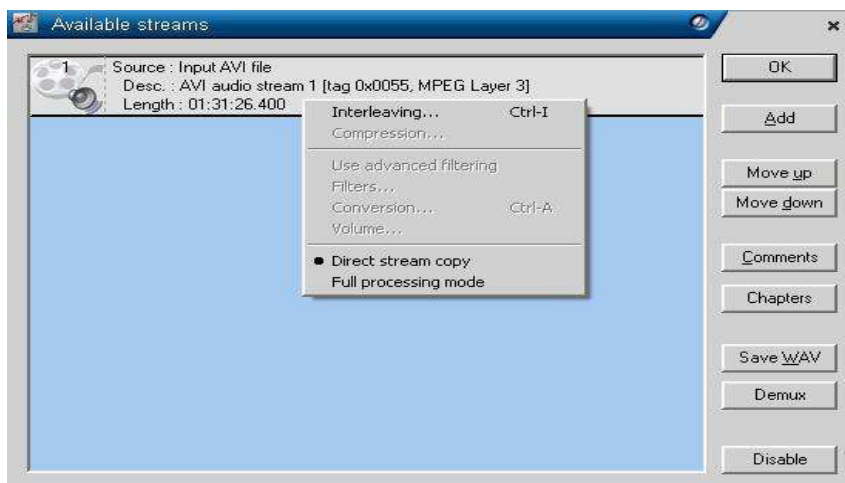 Available streams
1
Source : Input AVI file
Desc. : AVI audio stream 1 [tag 0x0055, MPEG Layer 3]
Length : 01:31:26.400
Interleaving... Ctrl-I
Compression...
Use advanced filtering
Filters...
Conversion... Ctrl-A
Volume...
Direct stream copy
Full processing mode
OK
Add
Move up
Move down
Comments
Chapters
Save WAV
Demux
Disable